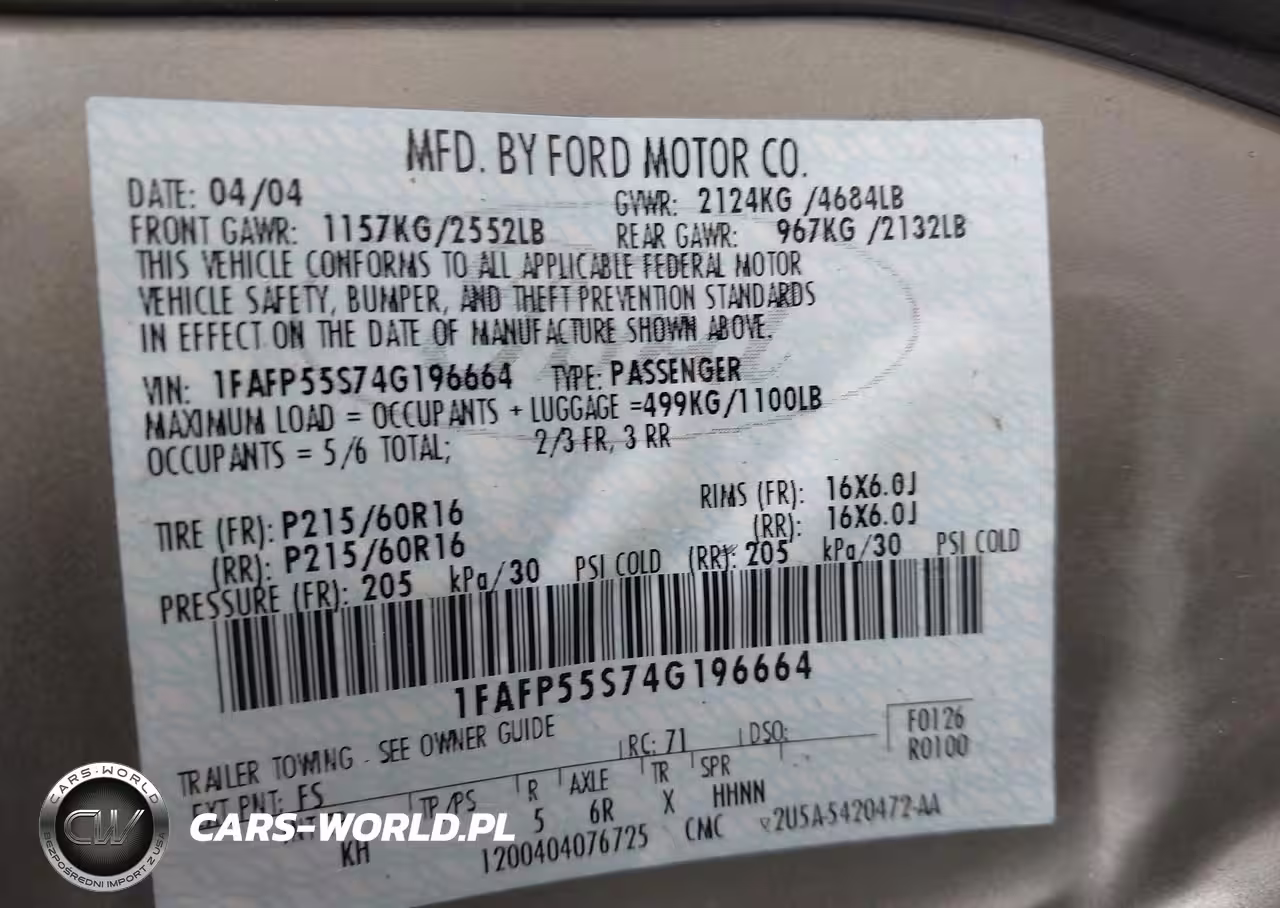 MFD. BY FORD MOTOR CO.
DATE: 04/04 GVWR: 2124KG /4684LB
FRONT GAWR: 1157KG/2552LB REAR GAWR: 967KG /2132LB
THIS VEHICLE CONFORMS TO ALL APPLICABLE FEDERAL MOTOR
VEHICLE SAFETY, BUMPER, AND THEFT PREVENTION STANDARDS
IN EFFECT ON THE DATE OF MANUFACTURE SHOWN ABOVE.
VIN: 1FAFP55S74G196664 TYPE: PASSENGER
MAXIMUM LOAD = OCCUPANTS + LUGGAGE =499KG/1100LB
OCCUPANTS = 5/6 TOTAL; 2/3 FR, 3 RR
TIRE (FR): P215/60R16 RIMS (FR): 16X6.0J
(RR): P215/60R16 (RR): 16X6.0J
PRESSURE (FR): 205 kPa/30 PSI COLD (RR): 205 kPa/30 PSI COLD
1FAFP55S74G196664
TRAILER TOWING - SEE OWNER GUIDE
RC: 71 DSO: F0126
R0100
EXT PNT: FS
TP/PS R AXLE TR SPR
KH 5 6R X HHNN
1200404076725 CMC 2U5A-5420472-AA
CARS-WORLD
CW
BEZPOŚREDNI IMPORT Z USA
CARS-WORLD.PL